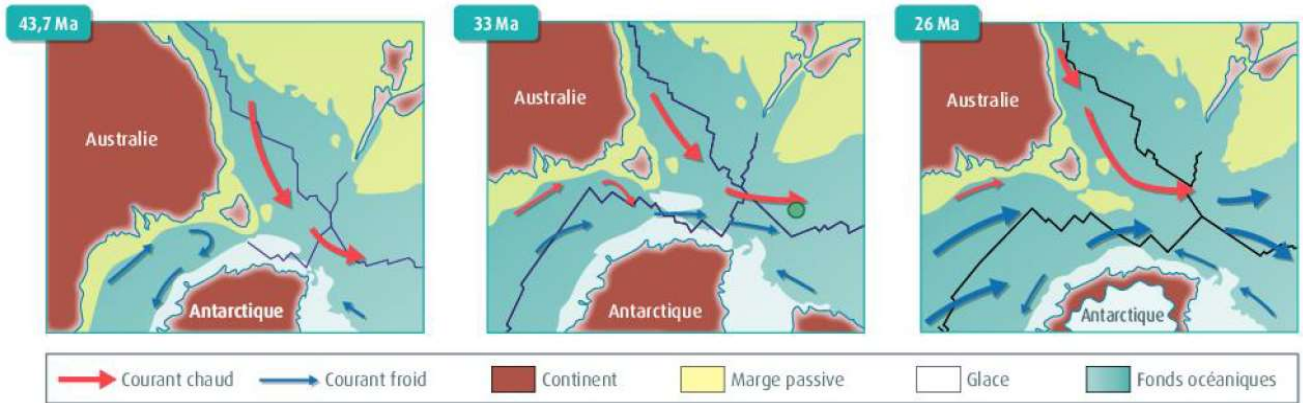 43,7 Ma
Australie
Antarctique
33 Ma
Australie
Antarctique
26 Ma
Australie
Antarctique
Courant chaud
Courant froid
Continent
Marge passive
Glace
Fonds océaniques